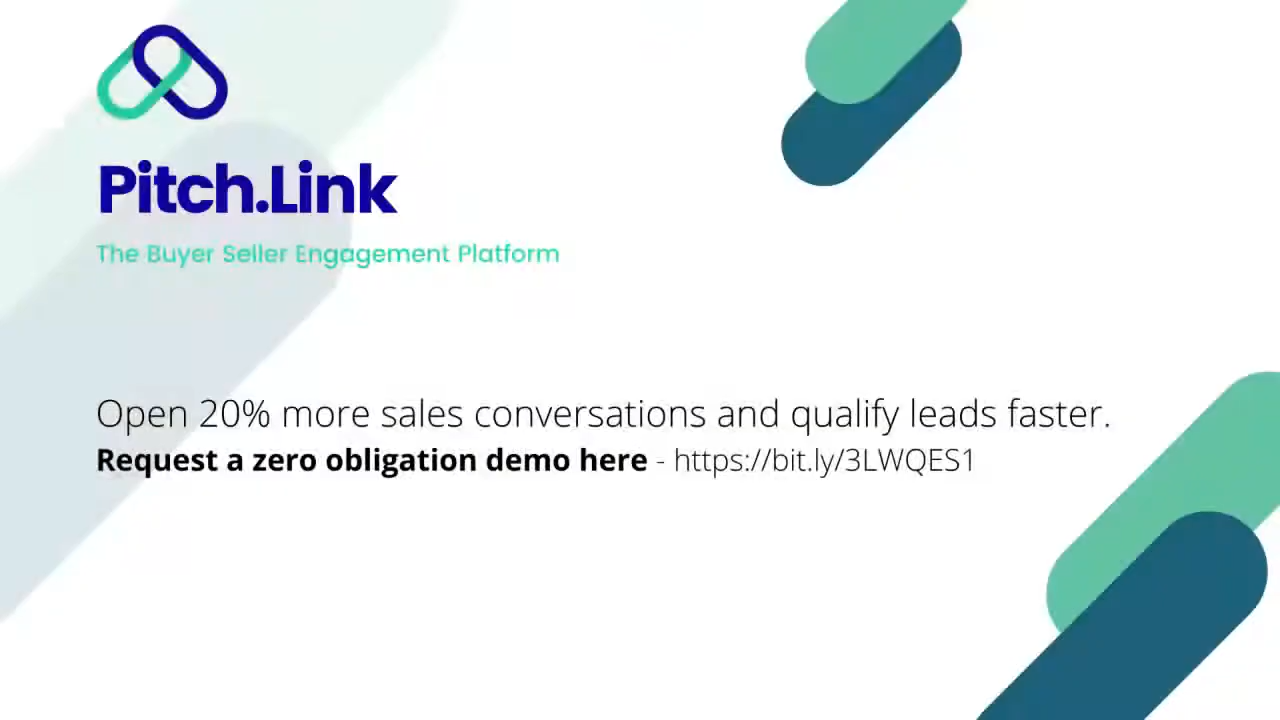 Pitch.Link
The Buyer Seller Engagement Platform
Open 20% more sales conversations and qualify leads faster.
Request a zero obligation demo here - https://bit.ly/3LWQES1